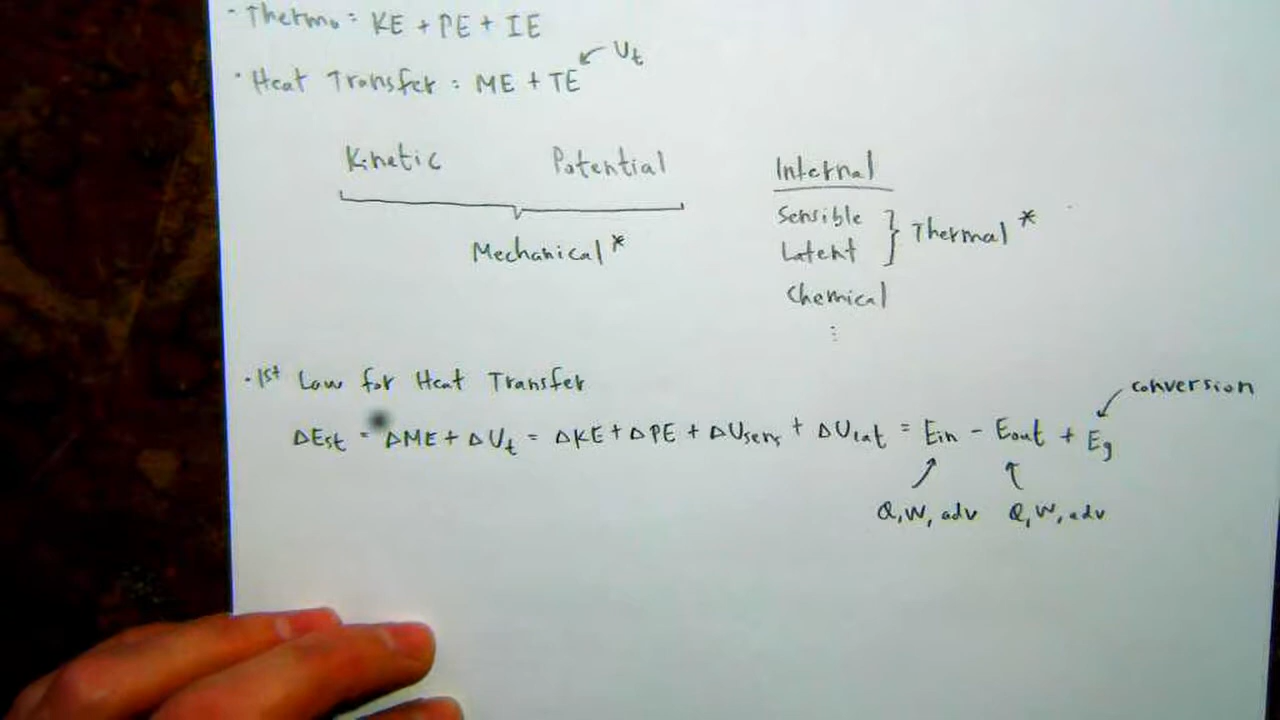 · Thermo: KE + PE + IE
· Heat Transfer: ME + TE ↙ Ut
Kinetic Potential Internal
Mechanical*
Sensible
Latent } Thermal*
Chemical
⋮
· 1st Law for Heat Transfer
conversion
ΔEst = ΔME + ΔUt = ΔKE + ΔPE + ΔUsens + ΔUlat = Ein - Eout + Eg
Q, W, adv Q, W, adv